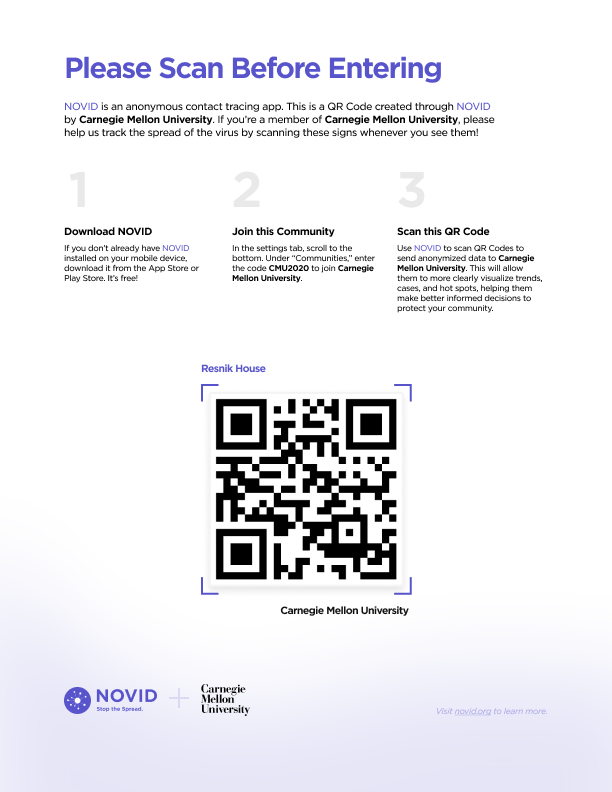 Please Scan Before Entering
NOVID is an anonymous contact tracing app. This is a QR Code created through NOVID
by Carnegie Mellon University. If you're a member of Carnegie Mellon University, please
help us track the spread of the virus by scanning these signs whenever you see them!
1
Download NOVID
If you don't already have NOVID
installed on your mobile device,
download it from the App Store or
Play Store. It's free!
2
Join this Community
In the settings tab, scroll to the
bottom. Under "Communities," enter
the code CMU2020 to join Carnegie
Mellon University.
3
Scan this QR Code
Use NOVID to scan QR Codes to
send anonymized data to Carnegie
Mellon University. This will allow
them to more clearly visualize trends,
cases, and hot spots, helping them
make better informed decisions to
protect your community.
Resnik House
Carnegie Mellon University
NOVID
Stop the Spread.
Carnegie
Mellon
University
Visit novid.org to learn more.